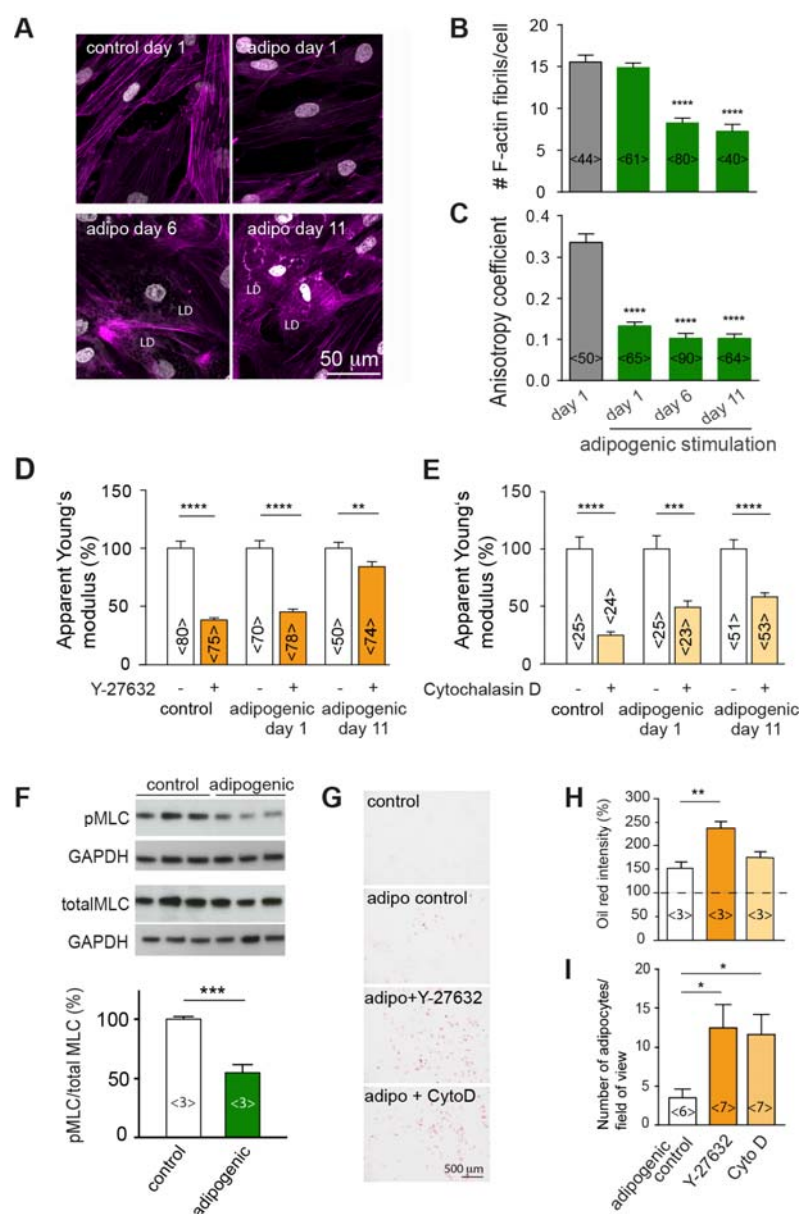 A
control day 1
adipo day 1
adipo day 6
adipo day 11
LD
LD
LD
LD
50 μm
B
# F-actin fibrils/cell
20
15
10
5
0
<44>
<61>
<80>
<40>
****
****
C
Anisotropy coefficient
0.4
0.3
0.2
0.1
0.0
<50>
<65>
<90>
<64>
****
****
****
day 1
day 1
day 6
day 11
adipogenic stimulation
D
Apparent Young's
modulus (%)
150
100
50
0
****
****
**
<80>
<75>
<70>
<78>
<50>
<74>
Y-27632
- + - + - +
control
adipogenic
day 1
adipogenic
day 11
E
Apparent Young's
modulus (%)
150
100
50
0
****
***
****
<25>
<24>
<25>
<23>
<51>
<53>
Cytochalasin D
- + - + - +
control
adipogenic
day 1
adipogenic
day 11
F
control adipogenic
pMLC
GAPDH
totalMLC
GAPDH
pMLC/total MLC (%)
100
50
0
***
<3>
<3>
control
adipogenic
G
control
adipo control
adipo+Y-27632
adipo + CytoD
500 μm
H
Oil red intensity (%)
300
250
200
150
100
150
0
**
<3>
<3>
<3>
I
Number of adipocytes/
field of view
20
15
10
5
0
*
*
<6>
<7>
<7>
adipogenic
control
Y-27632
Cyto D